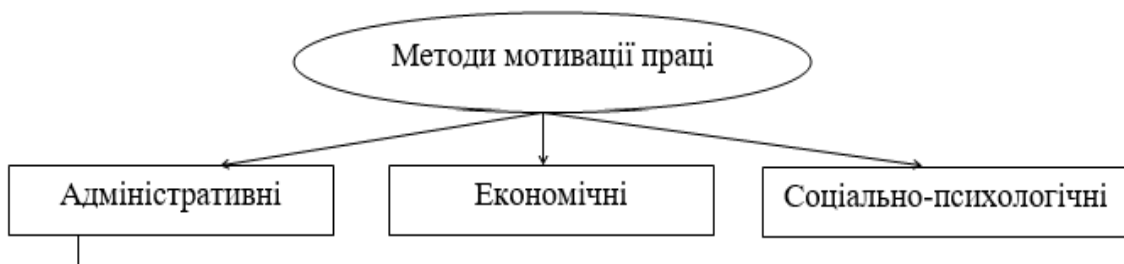 Методи мотивації праці
Адміністративні
Економічні
Соціально-психологічні